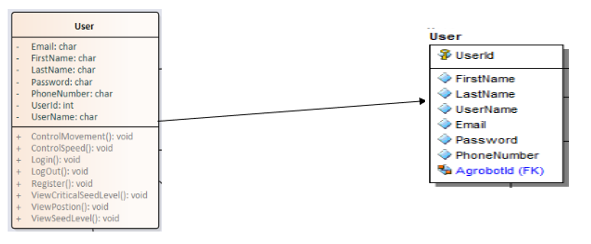 User
- Email: char
- FirstName: char
- LastName: char
- Password: char
- PhoneNumber: char
- UserId: int
- UserName: char
+ ControlMovement(): void
+ ControlSpeed(): void
+ Login(): void
+ LogOut(): void
+ Register(): void
+ ViewCriticalSeedLevel(): void
+ ViewPostion(): void
+ ViewSeedLevel(): void
User
UserId
FirstName
LastName
UserName
Email
Password
PhoneNumber
AgrobotId (FK)